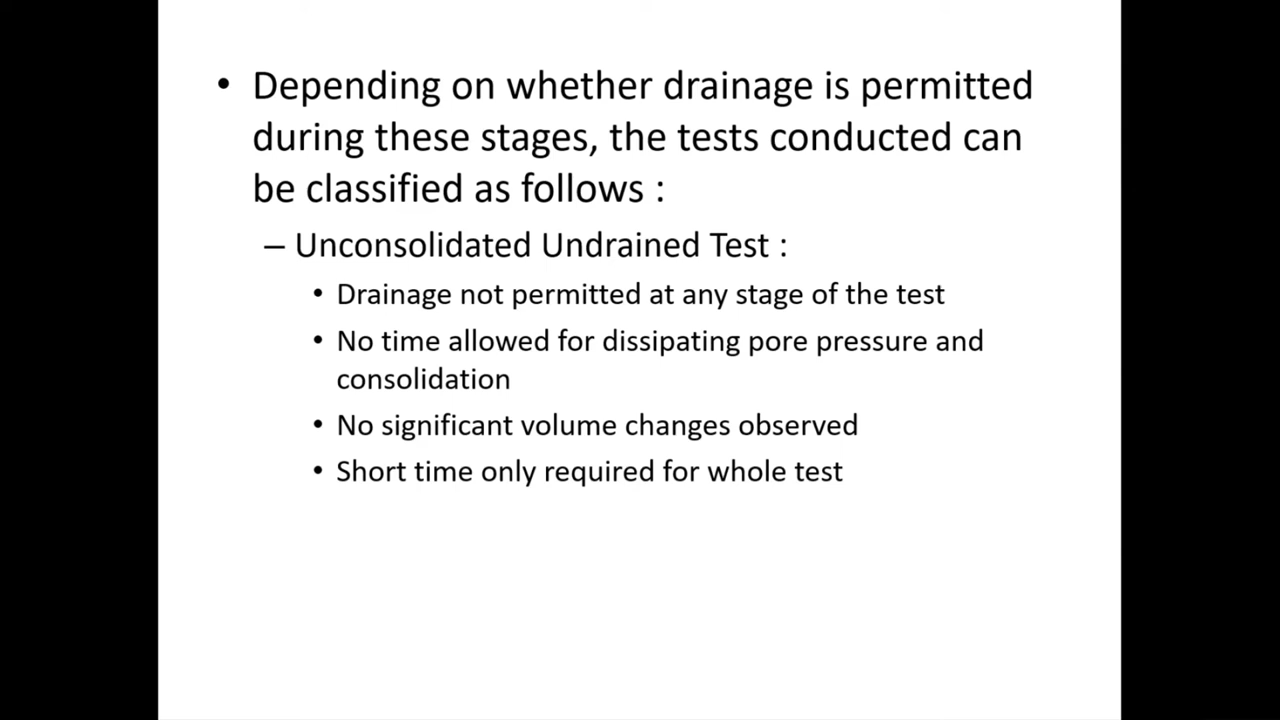 • Depending on whether drainage is permitted
during these stages, the tests conducted can
be classified as follows :
– Unconsolidated Undrained Test :
• Drainage not permitted at any stage of the test
• No time allowed for dissipating pore pressure and
consolidation
• No significant volume changes observed
• Short time only required for whole test